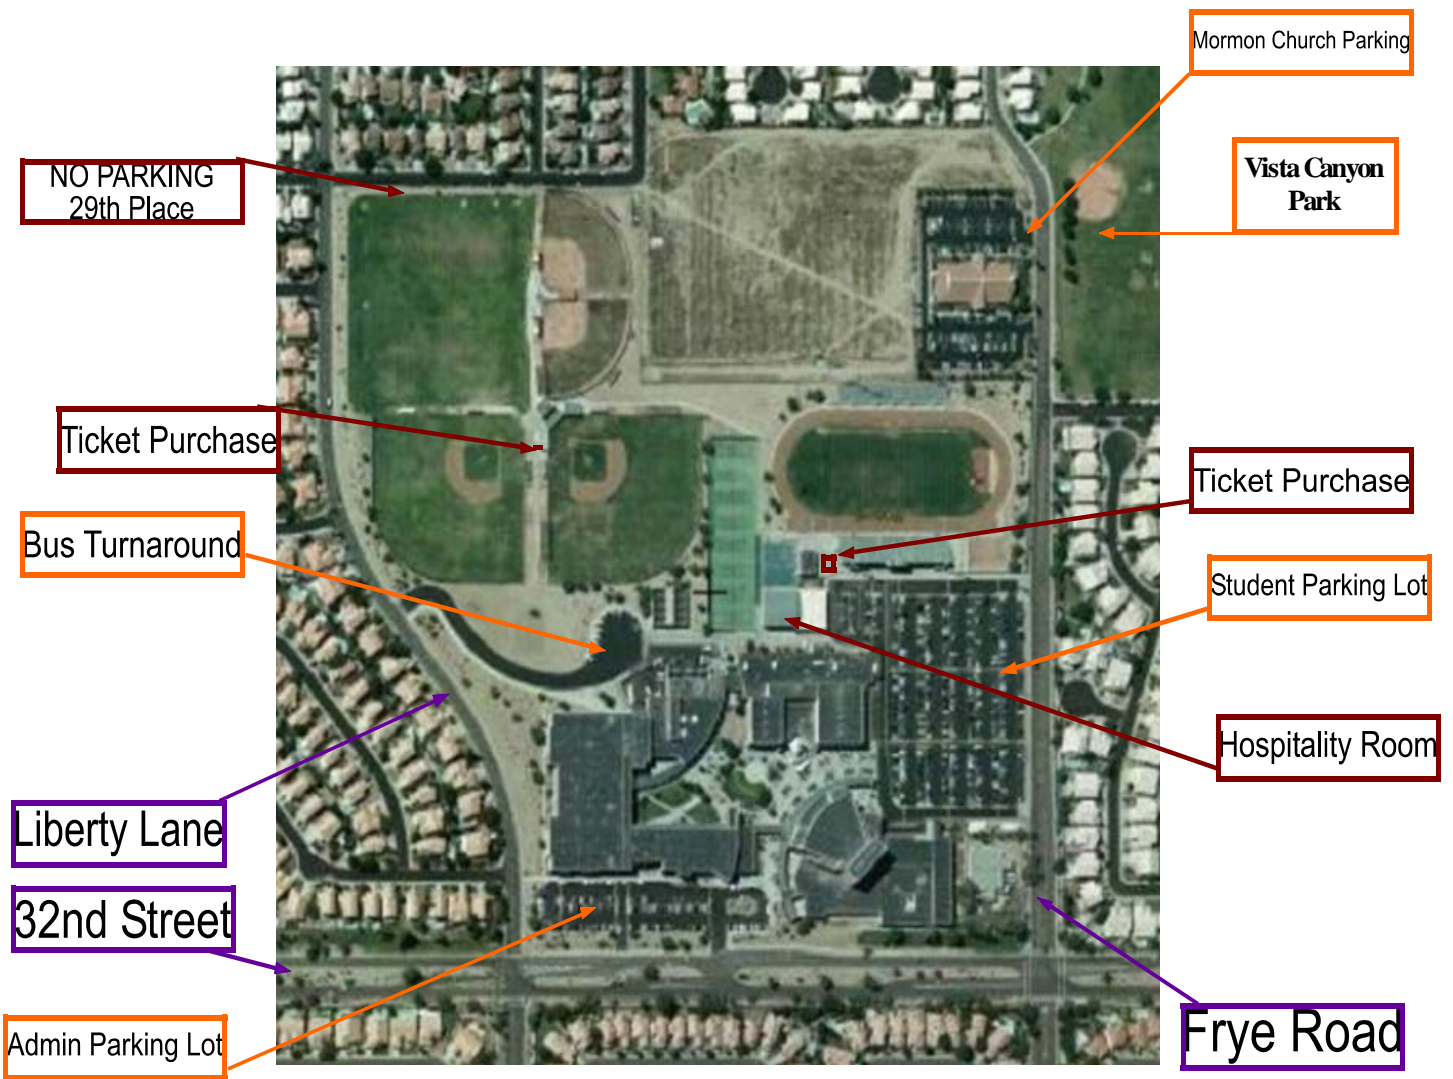 Mormon Church Parking
Vista Canyon
Park
NO PARKING
29th Place
Ticket Purchase
Ticket Purchase
Bus Turnaround
Student Parking Lot
Hospitality Room
Liberty Lane
32nd Street
Admin Parking Lot
Frye Road